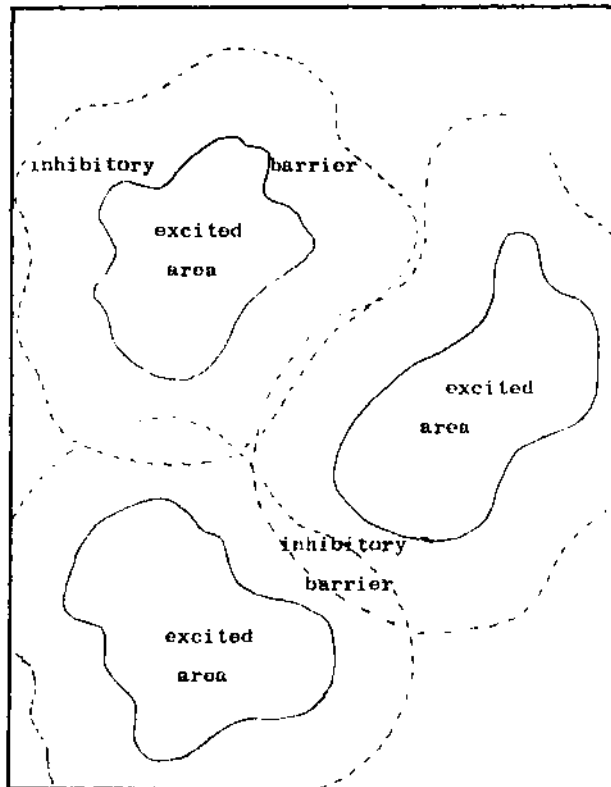 inhibitory barrier
excited
area
excited
area
inhibitory
barrier
excited
area